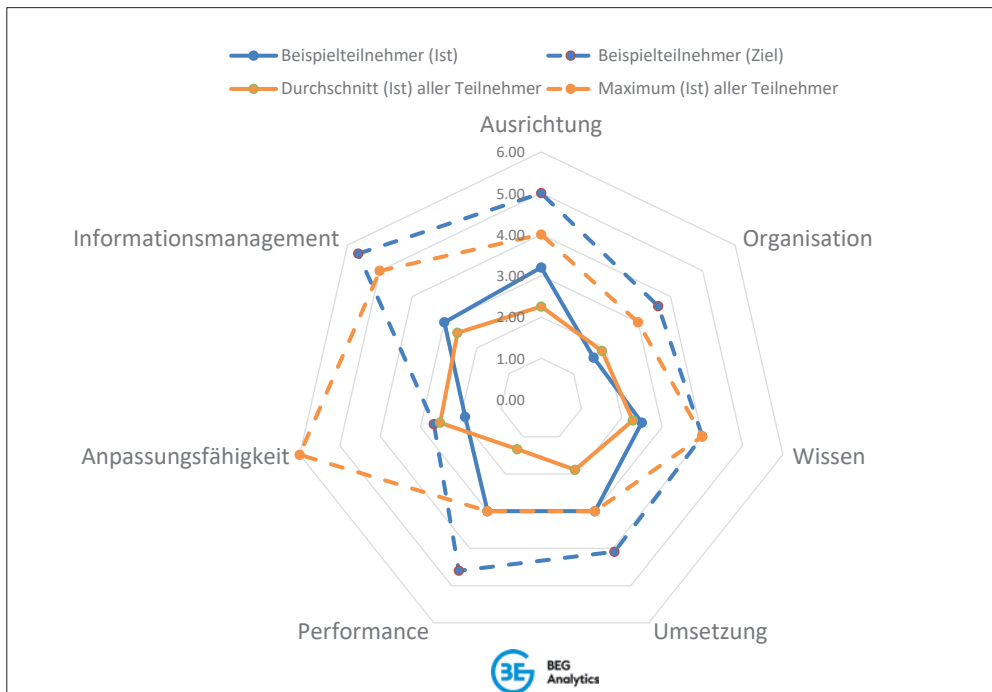 Beispielteilnehmer (Ist)
Beispielteilnehmer (Ziel)
Durchschnitt (Ist) aller Teilnehmer
Maximum (Ist) aller Teilnehmer
Ausrichtung
6.00
5.00
4.00
3.00
2.00
1.00
0.00
Informationsmanagement
Organisation
Anpassungsfähigkeit
Wissen
Performance
Umsetzung
BEG
Analytics